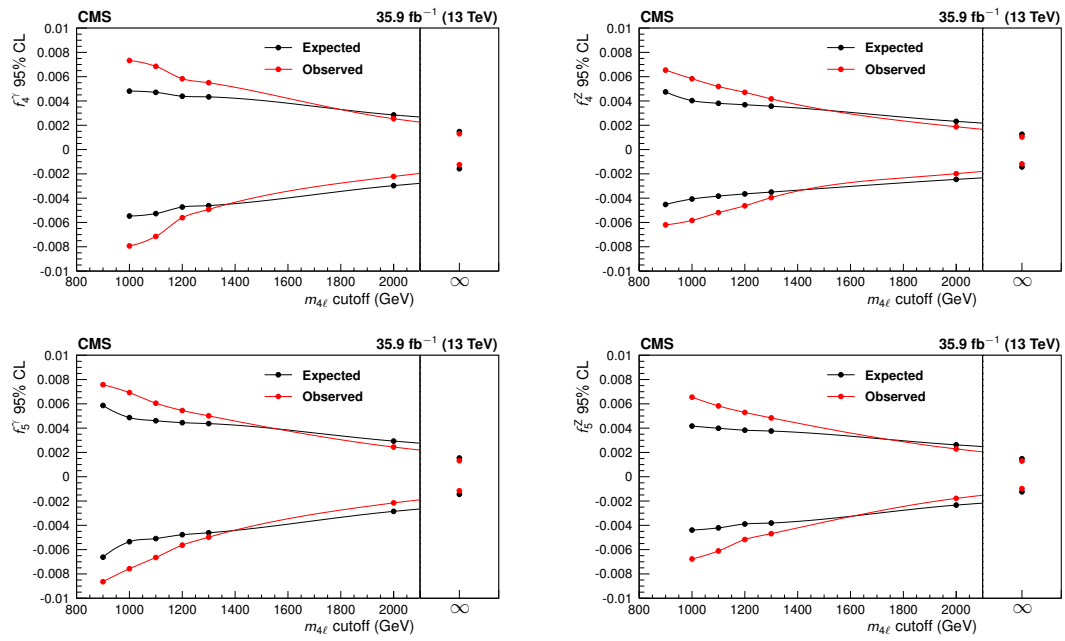 CMS 35.9 fb⁻¹ (13 TeV)
f₄^γ 95% CL
0.01
0.008
0.006
0.004
0.002
0
-0.002
-0.004
-0.006
-0.008
-0.01
Expected
Observed
800 1000 1200 1400 1600 1800 2000 ∞
m₄ℓ cutoff (GeV)
CMS 35.9 fb⁻¹ (13 TeV)
f₄^Z 95% CL
0.01
0.008
0.006
0.004
0.002
0
-0.002
-0.004
-0.006
-0.008
-0.01
Expected
Observed
800 1000 1200 1400 1600 1800 2000 ∞
m₄ℓ cutoff (GeV)
CMS 35.9 fb⁻¹ (13 TeV)
f₅^γ 95% CL
0.01
0.008
0.006
0.004
0.002
0
-0.002
-0.004
-0.006
-0.008
-0.01
Expected
Observed
800 1000 1200 1400 1600 1800 2000 ∞
m₄ℓ cutoff (GeV)
CMS 35.9 fb⁻¹ (13 TeV)
f₅^Z 95% CL
0.01
0.008
0.006
0.004
0.002
0
-0.002
-0.004
-0.006
-0.008
-0.01
Expected
Observed
800 1000 1200 1400 1600 1800 2000 ∞
m₄ℓ cutoff (GeV)